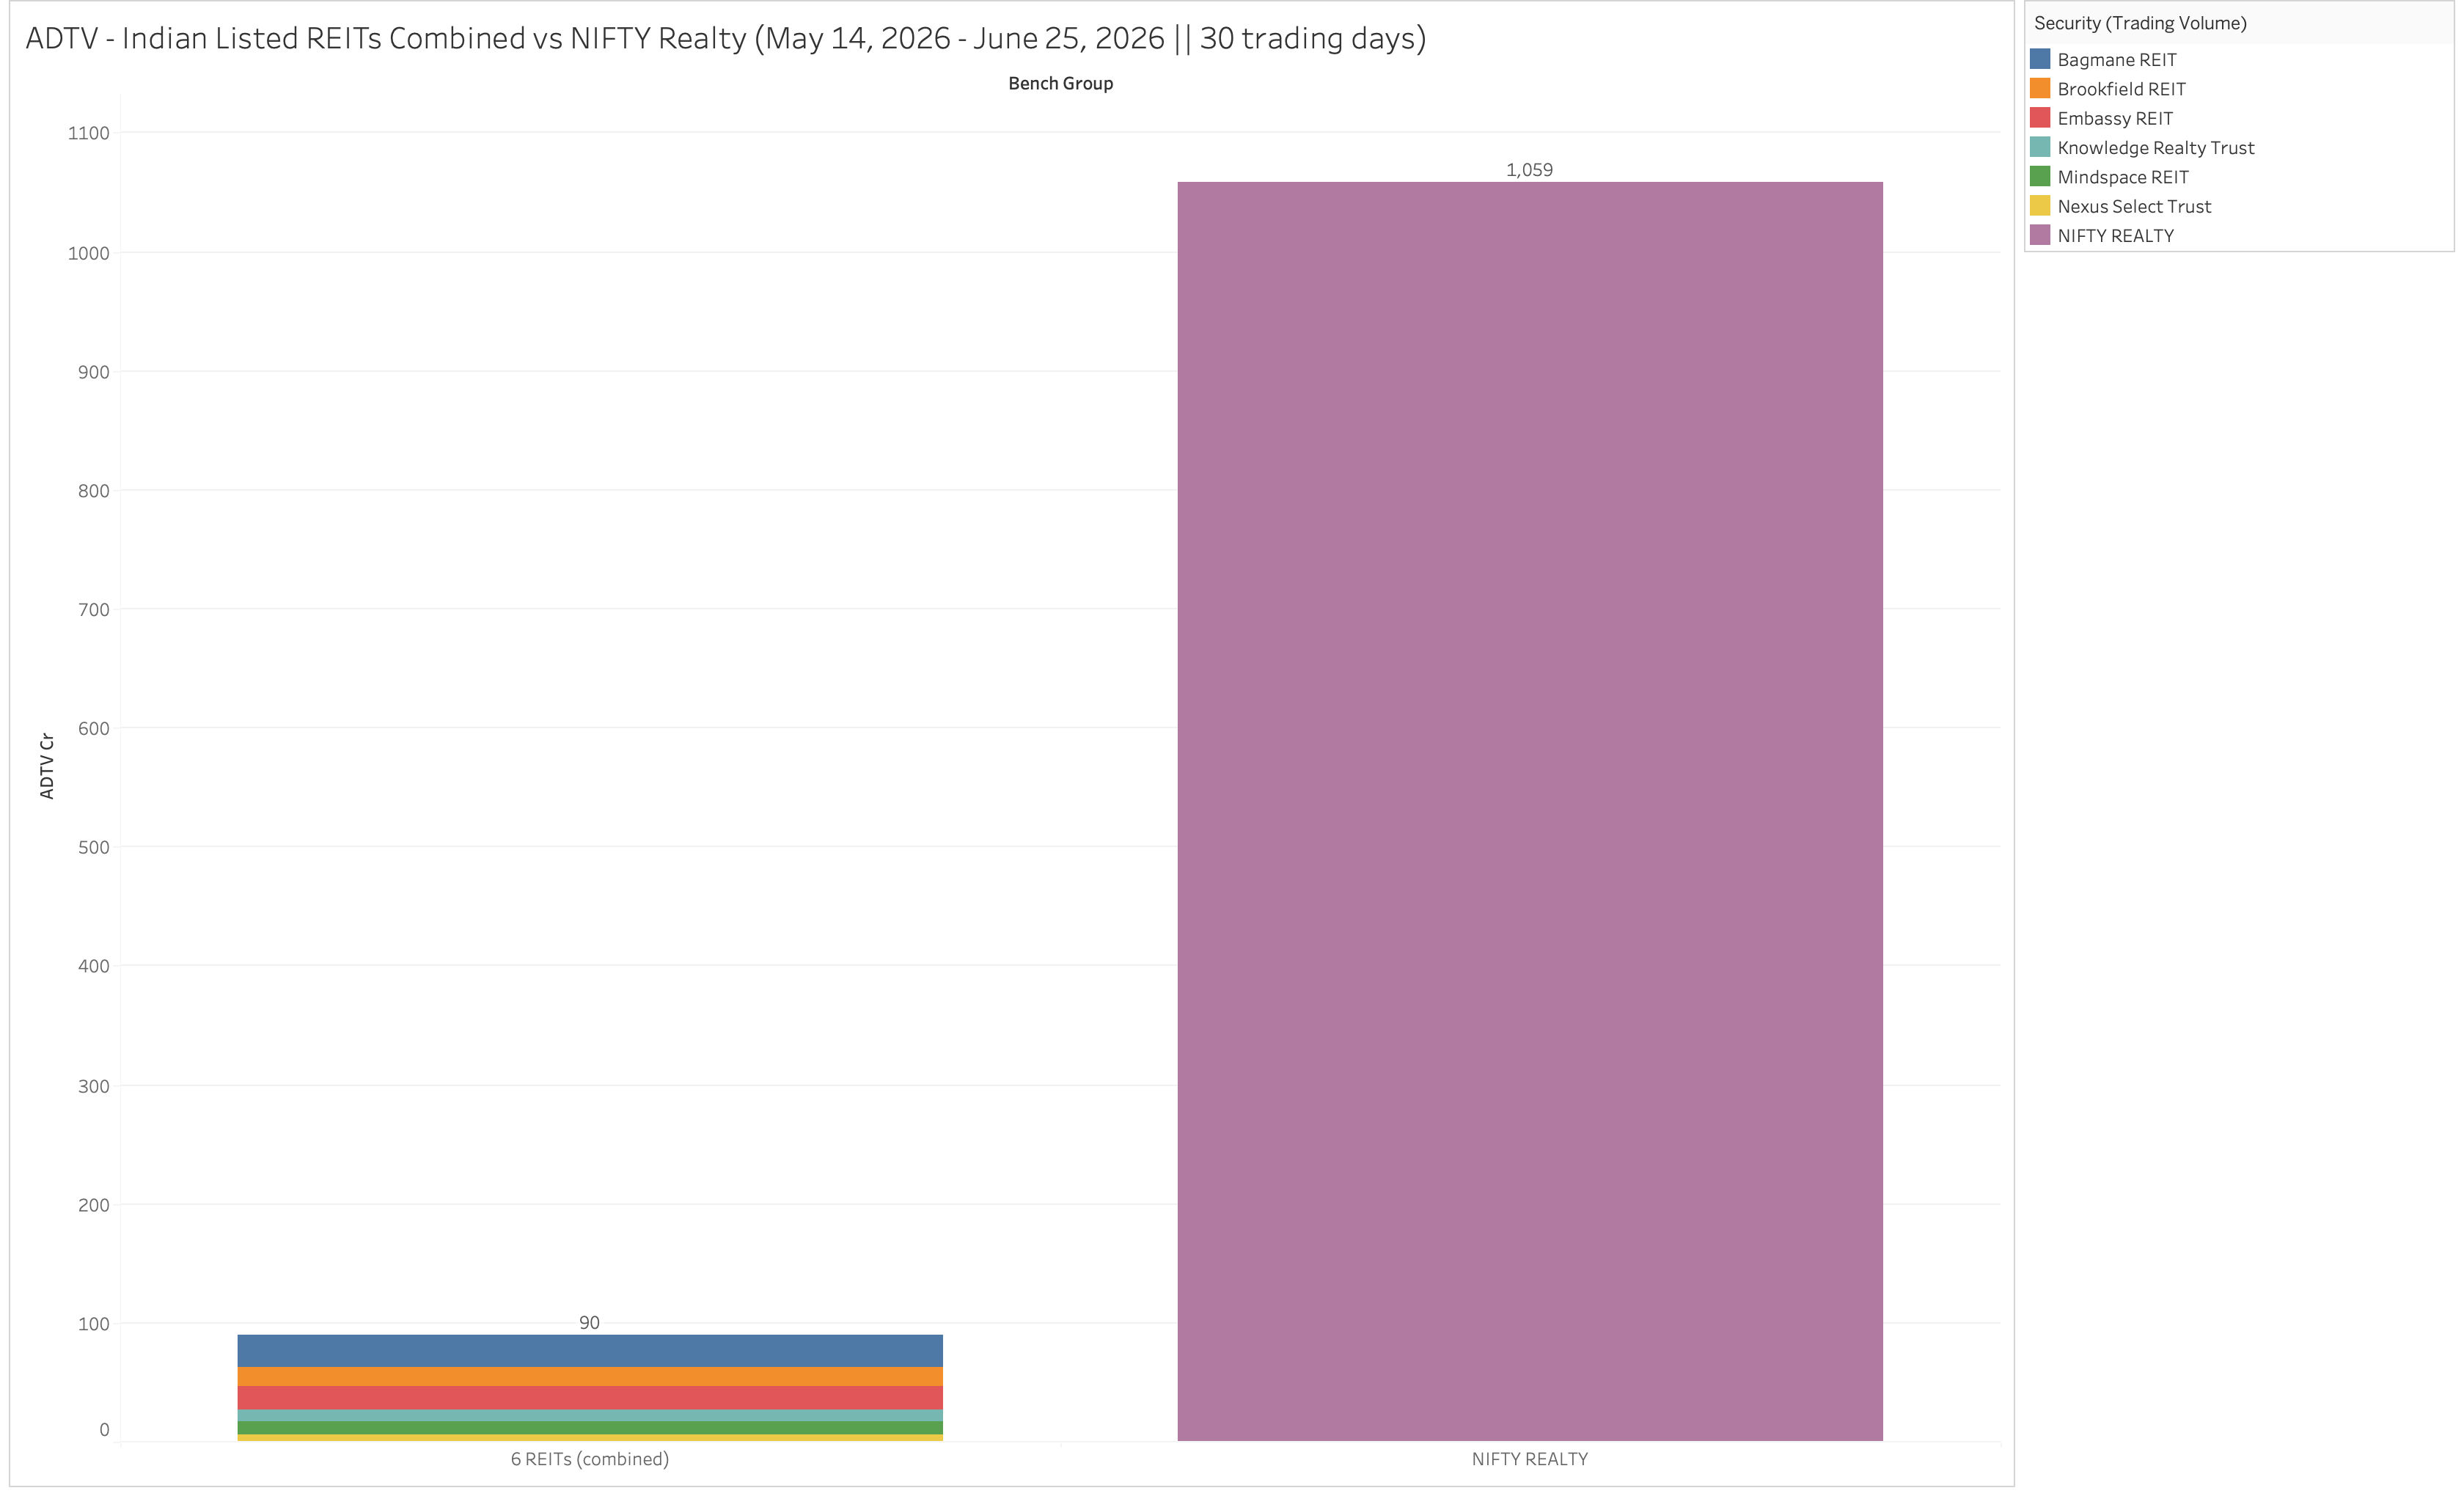 ADTV - Indian Listed REITs Combined vs NIFTY Realty (May 14, 2026 - June 25, 2026 || 30 trading days)
Bench Group
1100
1000
900
800
700
600
500
400
300
200
100
0
ADTV Cr
90
1,059
6 REITs (combined)
NIFTY REALTY
Security (Trading Volume)
Bagmane REIT
Brookfield REIT
Embassy REIT
Knowledge Realty Trust
Mindspace REIT
Nexus Select Trust
NIFTY REALTY